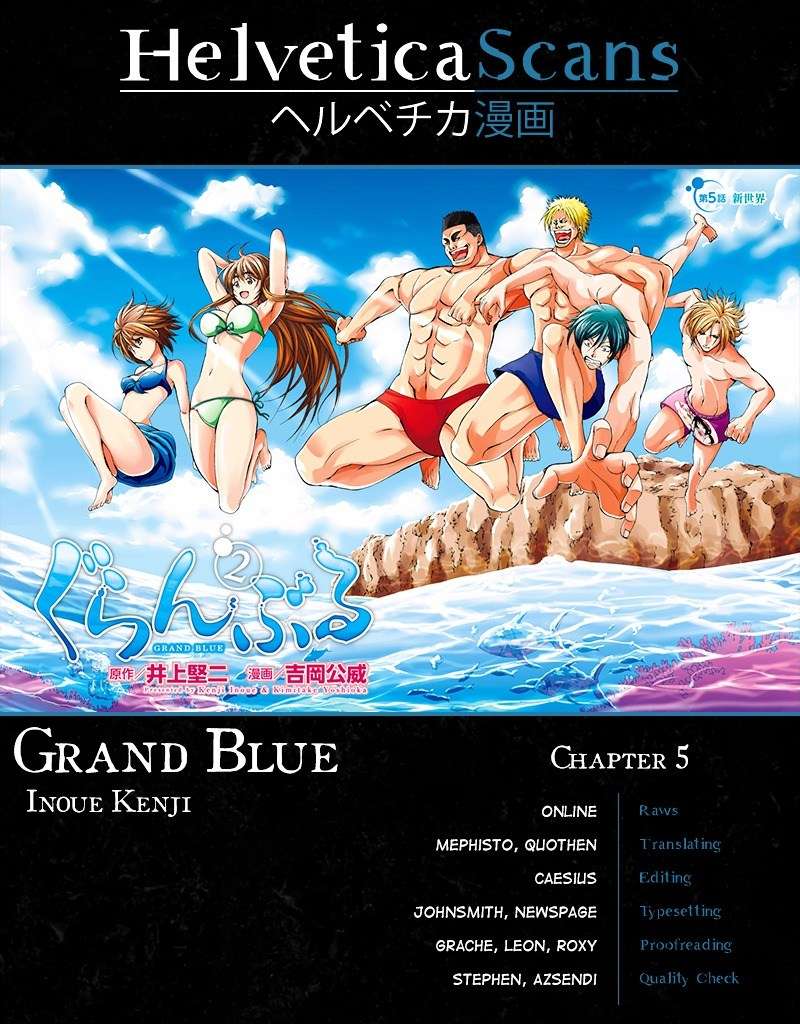 HelveticaScans
ヘルベチカ漫画
第5話 新世界
ぐらんぶる
2
GRAND BLUE
原作/井上堅二 漫画/吉岡公威
Presented by Kenji Inoue & Kimitake Yoshioka
GRAND BLUE
INOUE KENJI
CHAPTER 5
ONLINE Raws
MEPHISTO, QUOTHEN Translating
CAESIUS Editing
JOHNSMITH, NEWSPAGE Typesetting
GRACHE, LEON, ROXY Proofreading
STEPHEN, AZSENDI Quality Check